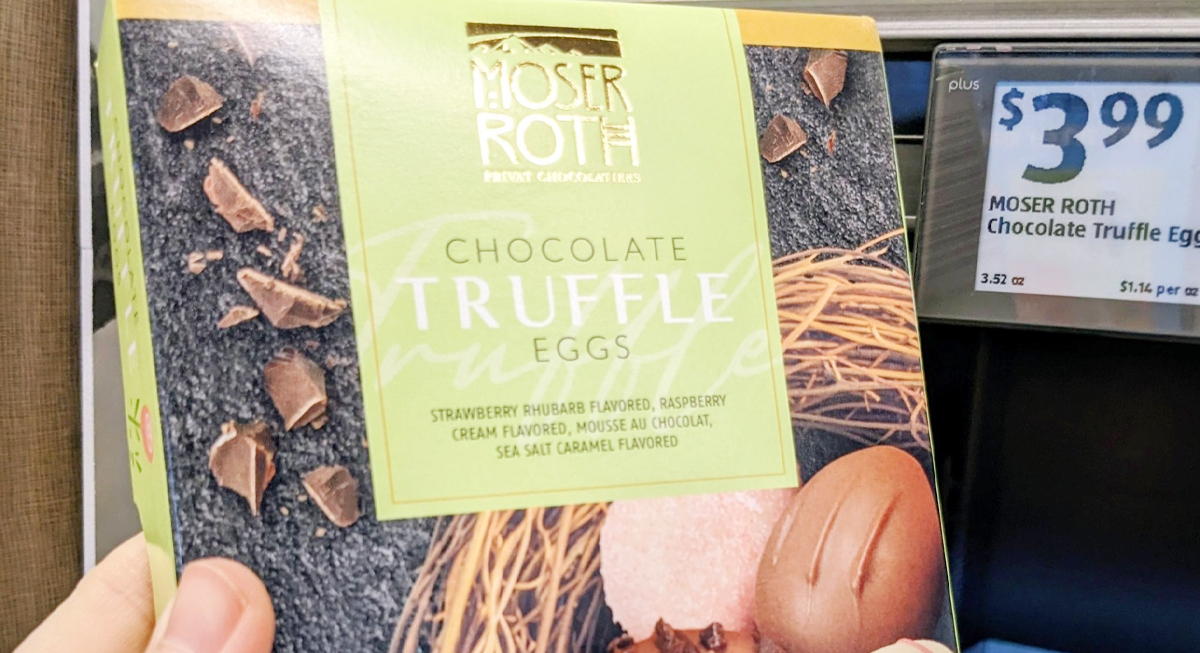 MOSER
ROTH
PRIVAT CHOCOLATIERS
CHOCOLATE
TRUFFLE
Truffle
EGGS
STRAWBERRY RHUBARB FLAVORED, RASPBERRY
CREAM FLAVORED, MOUSSE AU CHOCOLAT,
SEA SALT CARAMEL FLAVORED
plus
$3.99
MOSER ROTH
Chocolate Truffle Egg
3.52 oz
$1.14 per oz